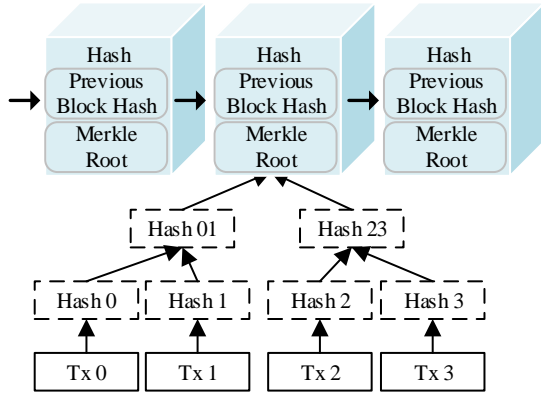 Hash
Previous
Block Hash
Merkle
Root
Hash
Previous
Block Hash
Merkle
Root
Hash
Previous
Block Hash
Merkle
Root
Hash 01
Hash 23
Hash 0
Hash 1
Hash 2
Hash 3
Tx 0
Tx 1
Tx 2
Tx 3